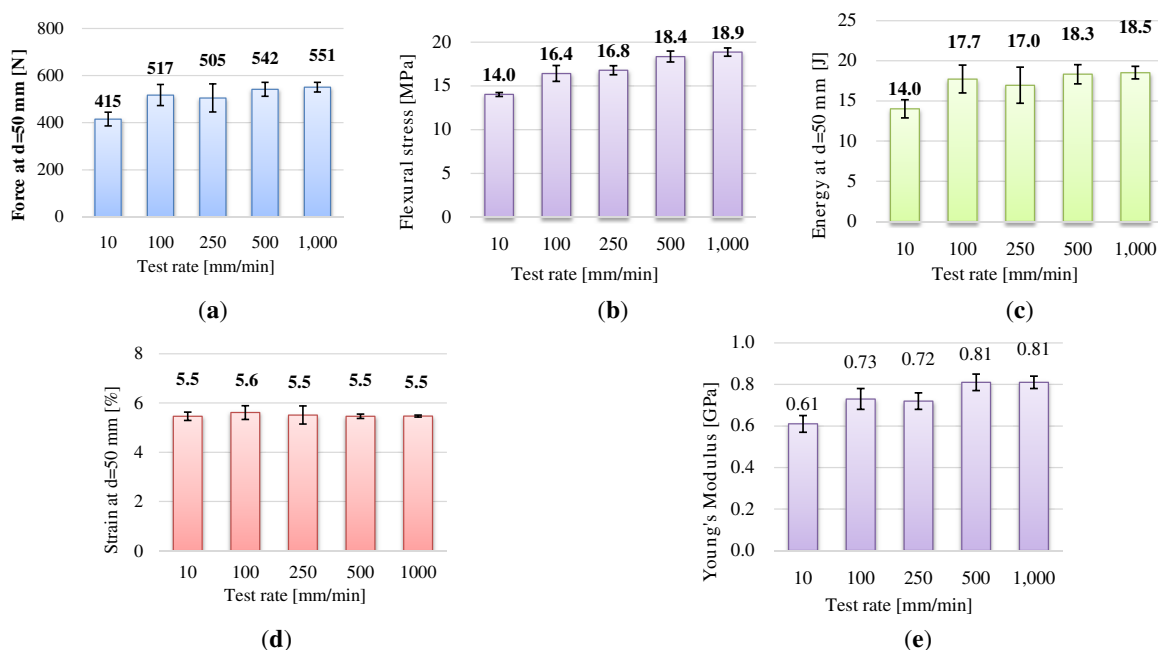 Force at d=50 mm [N]
800
600
400
200
0
415
517
505
542
551
10 100 250 500 1,000
Test rate [mm/min]
(a)
Flexural stress [MPa]
20
15
10
5
0
14.0
16.4
16.8
18.4
18.9
10 100 250 500 1,000
Test rate [mm/min]
(b)
Energy at d=50 mm [J]
25
20
15
10
5
0
14.0
17.7
17.0
18.3
18.5
10 100 250 500 1,000
Test rate [mm/min]
(c)
Strain at d=50 mm [%]
8
6
4
2
0
5.5
5.6
5.5
5.5
5.5
10 100 250 500 1000
Test rate [mm/min]
(d)
Young's Modulus [GPa]
1.0
0.8
0.6
0.4
0.2
0.0
0.61
0.73
0.72
0.81
0.81
10 100 250 500 1,000
Test rate [mm/min]
(e)